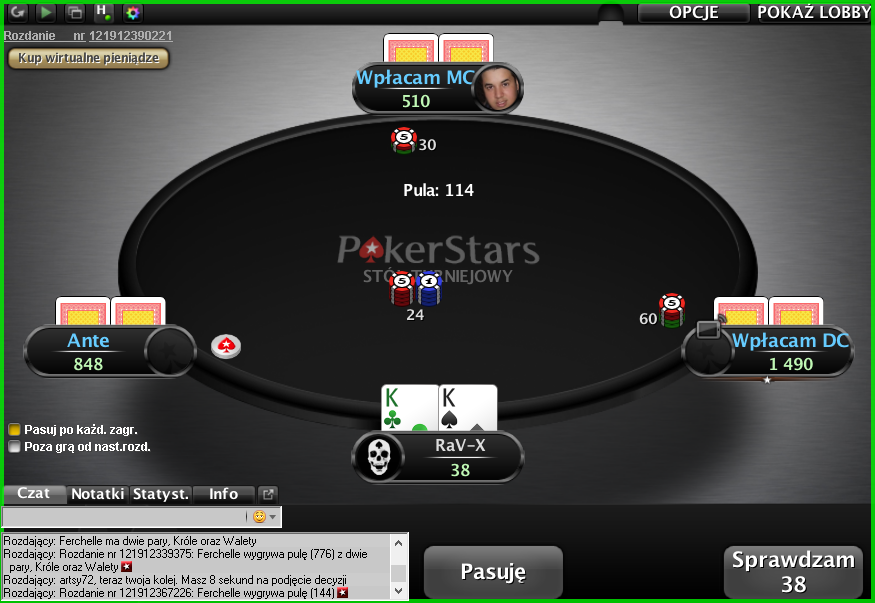 OPCJE
POKAŻ LOBBY
Rozdanie nr 121912390221
Kup wirtualne pieniądze
Wpłacam MC
510
30
Pula: 114
PokerStars
STÓŁ TURNIEJOWY
24
60
Ante
848
Wpłacam DC
1 490
K K
RaV-X
38
Pasuj po każd. zagr.
Poza grą od nast.rozd.
Czat Notatki Statyst. Info
Rozdający: Ferchelle ma dwie pary, Króle oraz Walety
Rozdający: Rozdanie nr 121912339375: Ferchelle wygrywa pulę (776) z dwie
pary, Króle oraz Walety
Rozdający: artsy72, teraz twoja kolej. Masz 8 sekund na podjęcie decyzji
Rozdający: Rozdanie nr 121912367226: Ferchelle wygrywa pulę (144)
Pasuję
Sprawdzam
38